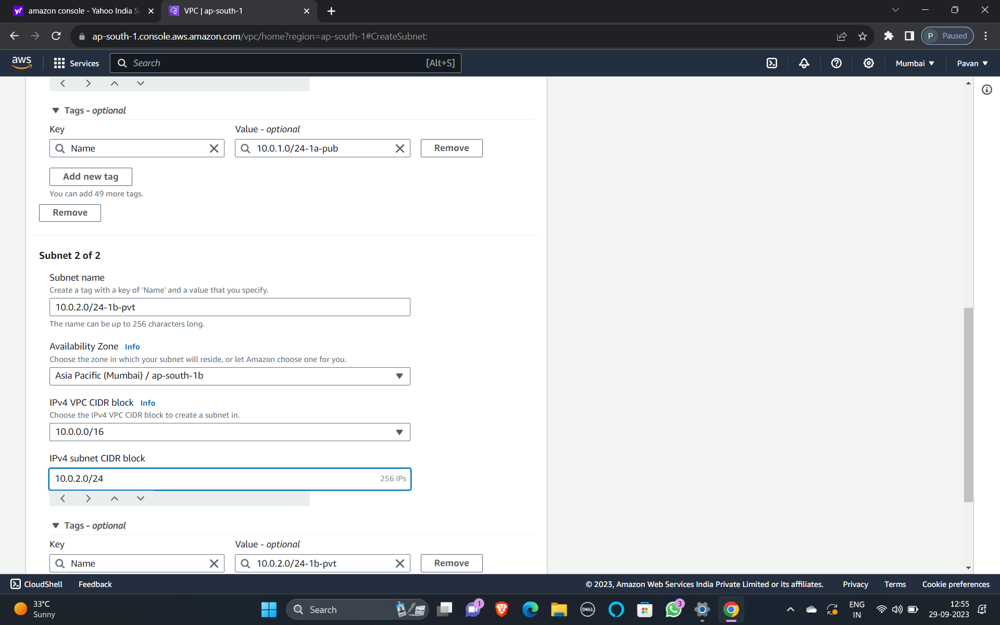 amazon console - Yahoo India S
VPC | ap-south-1
ap-south-1.console.aws.amazon.com/vpc/home?region=ap-south-1#CreateSubnet:
P Paused
aws
Services
Search
[Alt+S]
Mumbai
Pavan
Tags - optional
Key
Value - optional
Name
10.0.1.0/24-1a-pub
Remove
Add new tag
You can add 49 more tags.
Remove
Subnet 2 of 2
Subnet name
Create a tag with a key of 'Name' and a value that you specify.
10.0.2.0/24-1b-pvt
The name can be up to 256 characters long.
Availability Zone Info
Choose the zone in which your subnet will reside, or let Amazon choose one for you.
Asia Pacific (Mumbai) / ap-south-1b
IPv4 VPC CIDR block Info
Choose the IPv4 VPC CIDR block to create a subnet in.
10.0.0.0/16
IPv4 subnet CIDR block
10.0.2.0/24
256 IPs
Tags - optional
Key
Value - optional
Name
10.0.2.0/24-1b-pvt
Remove
CloudShell
Feedback
© 2023, Amazon Web Services India Private Limited or its affiliates.
Privacy
Terms
Cookie preferences
33°C
Sunny
Search
1
DELL
3
ENG
IN
12:55
29-09-2023